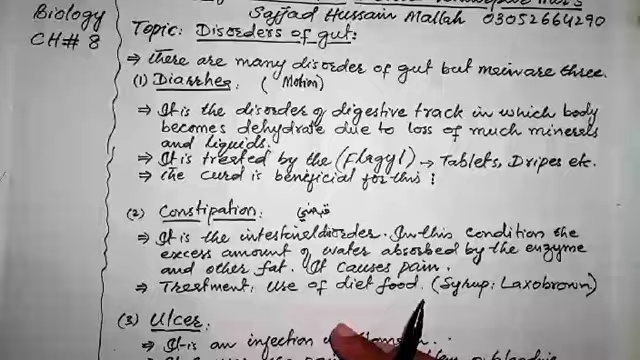 Biology
CH# 8
Sajjad Hussain Mallah 03052664290
Topic: Disorders of gut:
⇒ there are many disorder of gut but mein are three.
(1) Diarrhea: (Motion)
⇒ It is the disorder of digestive track in which body
becomes dehydrate due to loss of much minerals
and liquids.
⇒ It is treated by the (Flagyl) → Tablets, Dripes etc.
⇒ the curd is beneficial for this :
(2) Constipation: قبضي
⇒ It is the intestinel disorder. In this condition the
excess amount of water absorbed by the enzyme
and other fat. It causes pain.
⇒ Treatment: Use of diet food. (Syrup: Laxobrown)
(3) Ulcer:
⇒ It is an injection